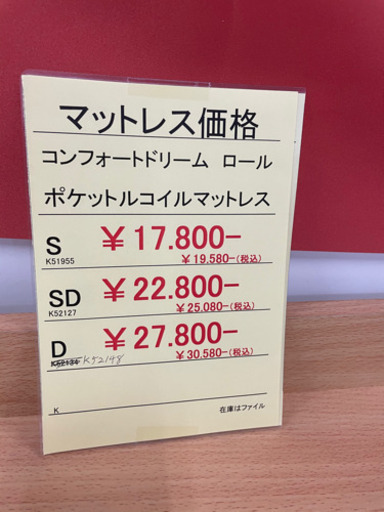 マットレス価格
コンフォートドリーム ロール
ポケットルコイルマットレス
S ￥17.800-
K51955 ￥19.580-(税込)
SD ￥22.800-
K52127 ￥25.080-(税込)
D ￥27.800-
K52134 K52148 ￥30.580-(税込)
K 在庫はファイル